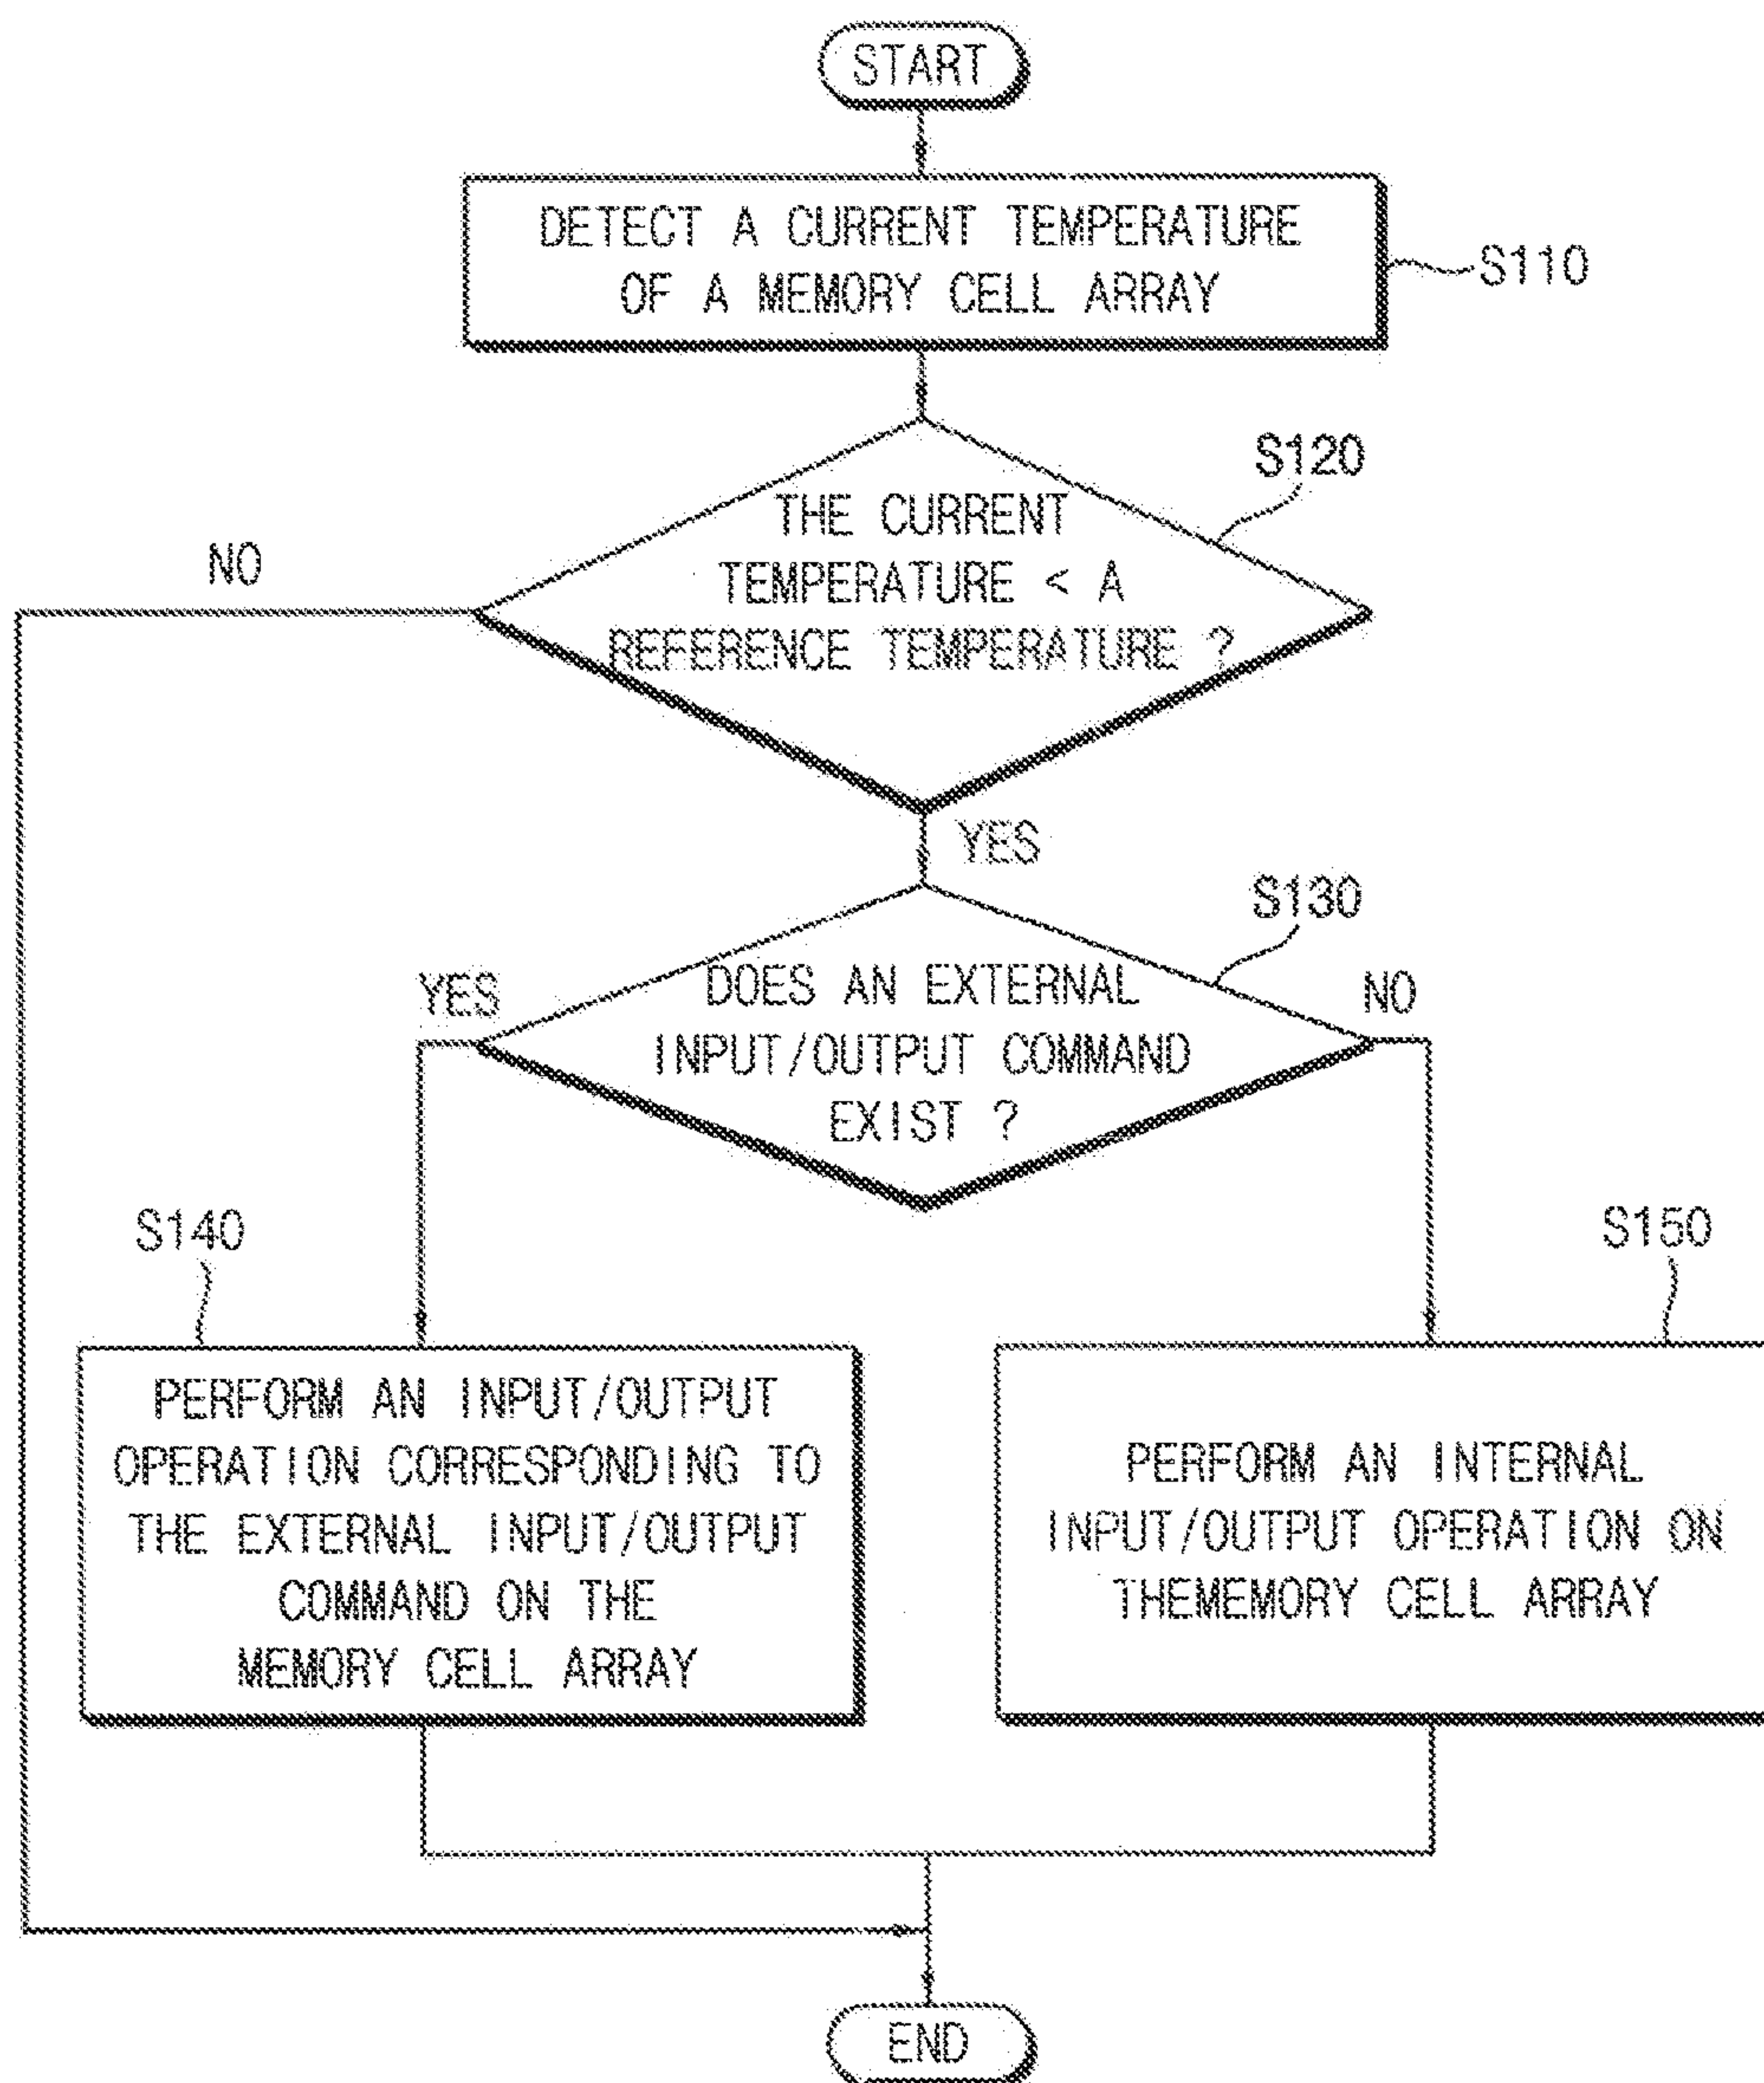 START
DETECT A CURRENT TEMPERATURE
OF A MEMORY CELL ARRAY
S110
S120
THE CURRENT
TEMPERATURE < A
REFERENCE TEMPERATURE ?
NO
YES
S130
DOES AN EXTERNAL
INPUT/OUTPUT COMMAND
EXIST ?
YES
NO
S140
PERFORM AN INPUT/OUTPUT
OPERATION CORRESPONDING TO
THE EXTERNAL INPUT/OUTPUT
COMMAND ON THE
MEMORY CELL ARRAY
S150
PERFORM AN INTERNAL
INPUT/OUTPUT OPERATION ON
THEMEMORY CELL ARRAY
END